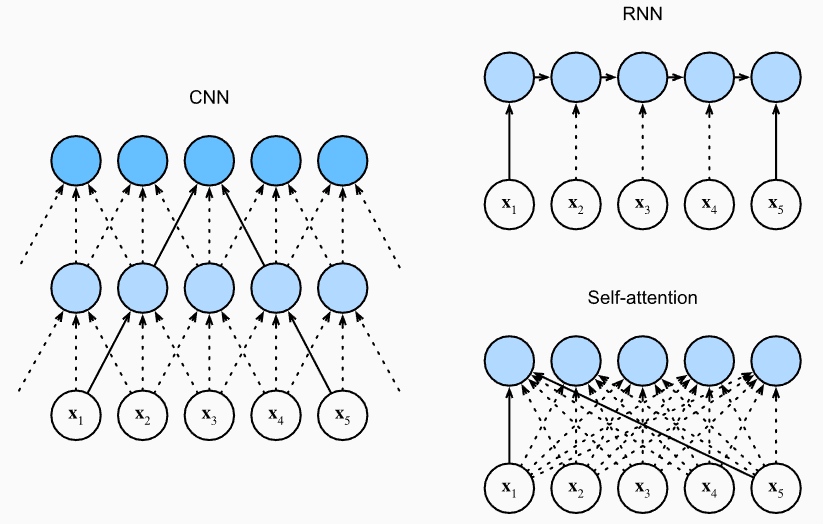 CNN
x1 x2 x3 x4 x5
RNN
x1 x2 x3 x4 x5
Self-attention
x1 x2 x3 x4 x5